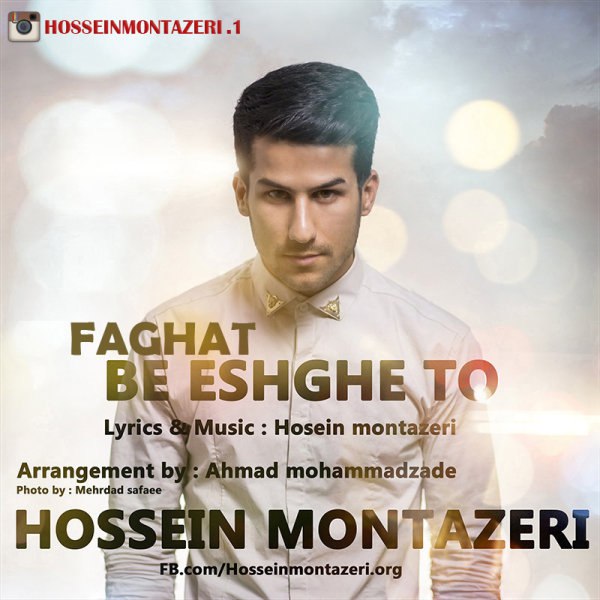 HOSSEINMONTAZERI .1
FAGHAT
BE ESHGHE TO
Lyrics & Music : Hosein montazeri
Arrangement by : Ahmad mohammadzade
Photo by : Mehrdad safaee
HOSSEIN MONTAZERI
FB.com/Hosseinmontazeri.org